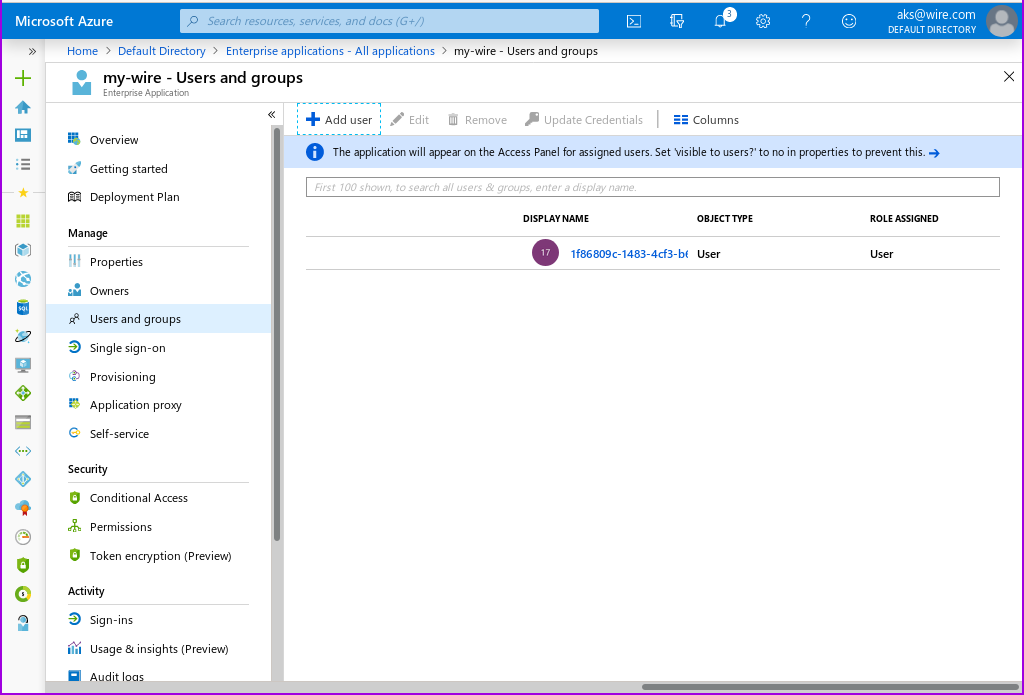 Microsoft Azure
Search resources, services, and docs (G+/)
3
aks@wire.com
DEFAULT DIRECTORY
Home > Default Directory > Enterprise applications - All applications > my-wire - Users and groups
my-wire - Users and groups
Enterprise Application
Overview
Getting started
Deployment Plan
Manage
Properties
Owners
Users and groups
Single sign-on
Provisioning
Application proxy
Self-service
Security
Conditional Access
Permissions
Token encryption (Preview)
Activity
Sign-ins
Usage & insights (Preview)
Audit logs
Add user
Edit
Remove
Update Credentials
Columns
The application will appear on the Access Panel for assigned users. Set 'visible to users?' to no in properties to prevent this. →
First 100 shown, to search all users & groups, enter a display name.
DISPLAY NAME OBJECT TYPE ROLE ASSIGNED
17 1f86809c-1483-4cf3-b6 User User
SQL